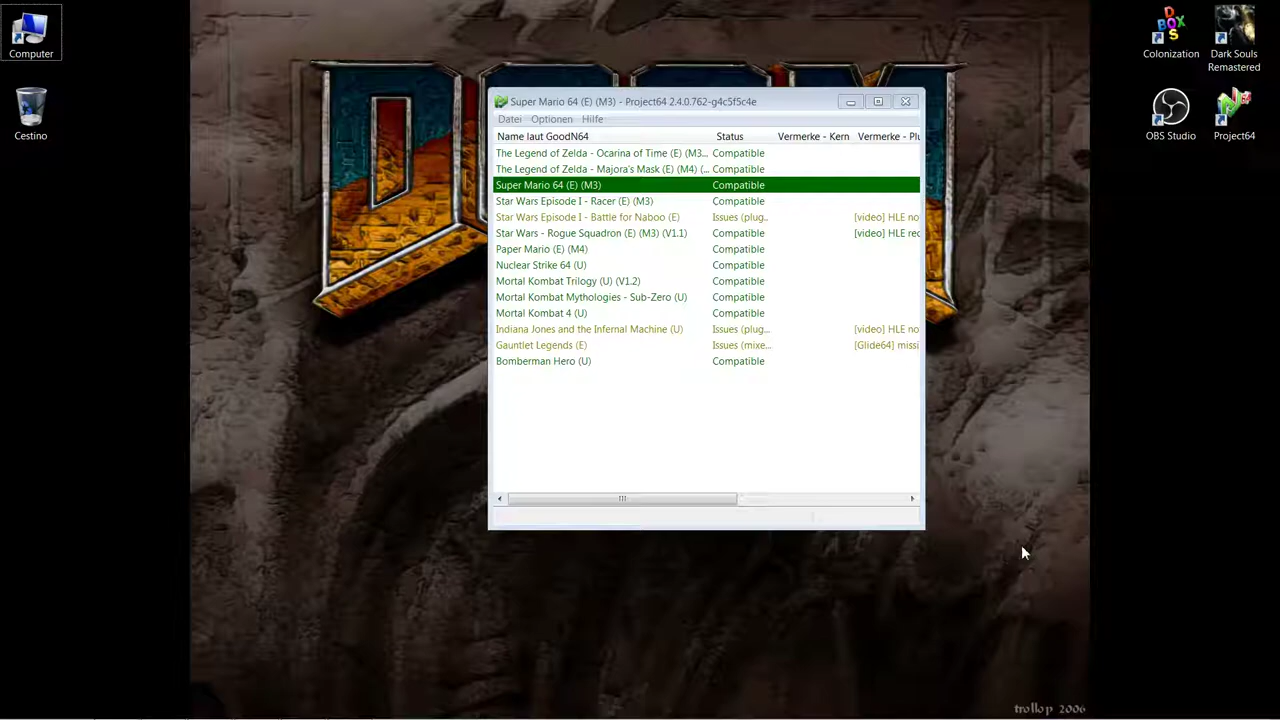 Computer
Cestino
Colonization
Dark Souls
Remastered
OBS Studio
Project64
Super Mario 64 (E) (M3) - Project64 2.4.0.762-g4c5f5c4e
Datei Optionen Hilfe
Name laut GoodN64 Status Vermerke - Kern Vermerke - Plu
The Legend of Zelda - Ocarina of Time (E) (M3... Compatible
The Legend of Zelda - Majora's Mask (E) (M4) (... Compatible
Super Mario 64 (E) (M3) Compatible
Star Wars Episode I - Racer (E) (M3) Compatible
Star Wars Episode I - Battle for Naboo (E) Issues (plug... [video] HLE no
Star Wars - Rogue Squadron (E) (M3) (V1.1) Compatible [video] HLE rec
Paper Mario (E) (M4) Compatible
Nuclear Strike 64 (U) Compatible
Mortal Kombat Trilogy (U) (V1.2) Compatible
Mortal Kombat Mythologies - Sub-Zero (U) Compatible
Mortal Kombat 4 (U) Compatible
Indiana Jones and the Infernal Machine (U) Issues (plug... [video] HLE no
Gauntlet Legends (E) Issues (mixe... [Glide64] missi
Bomberman Hero (U) Compatible
trollop 2006